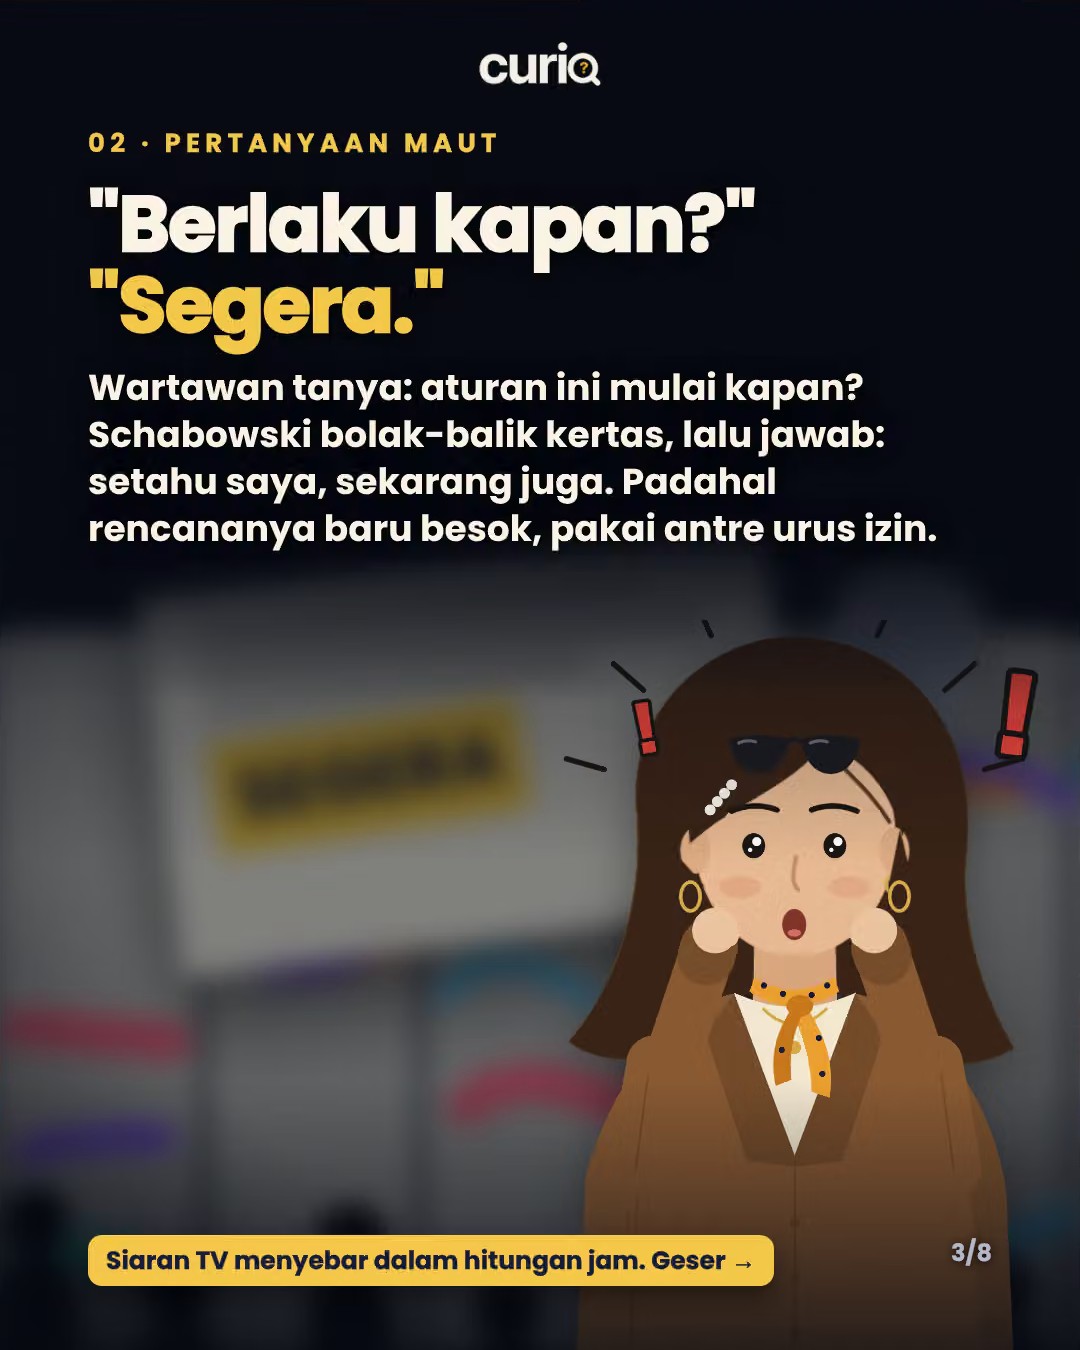 curio
02 · PERTANYAAN MAUT
"Berlaku kapan?"
"Segera."
Wartawan tanya: aturan ini mulai kapan?
Schabowski bolak-balik kertas, lalu jawab:
setahu saya, sekarang juga. Padahal
rencananya baru besok, pakai antre urus izin.
SEGERA
Siaran TV menyebar dalam hitungan jam. Geser →
3/8